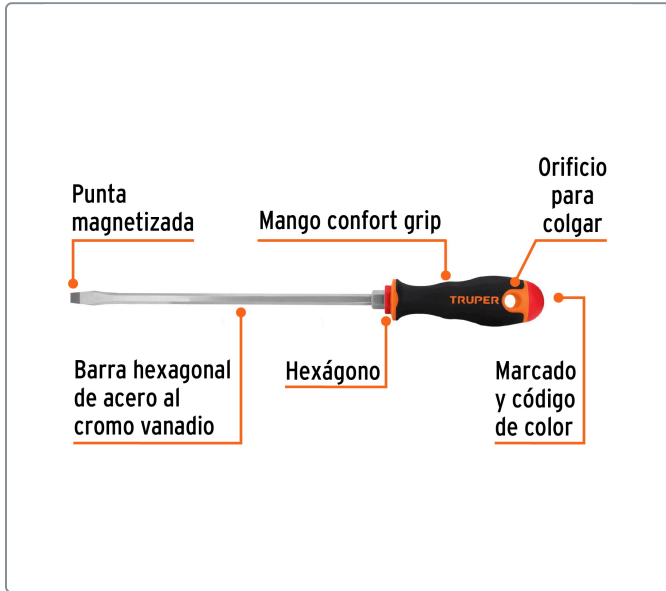 Punta
magnetizada
Mango confort grip
Orificio
para
colgar
TRUPER
Barra hexagonal
de acero al
cromo vanadio
Hexágono
Marcado
y código
de color